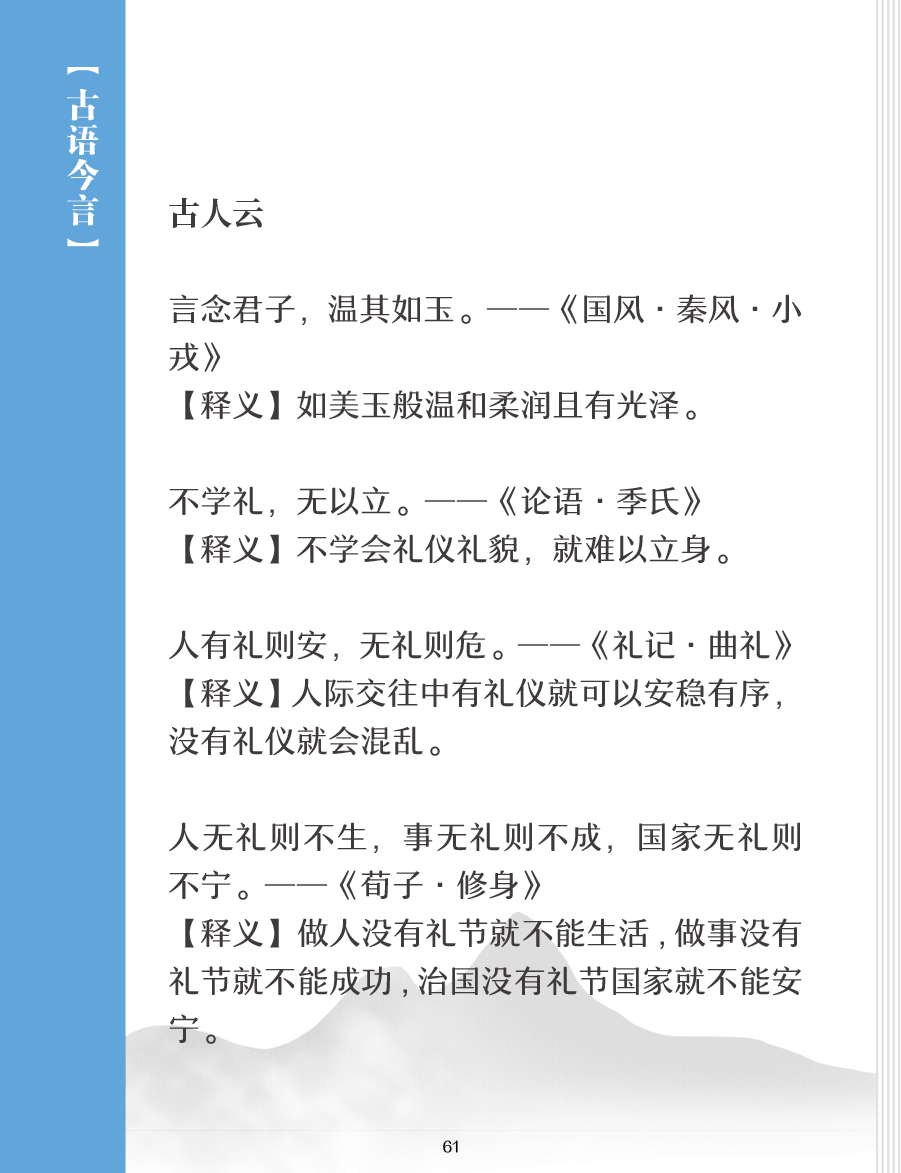 【古语今言】
古人云
言念君子，温其如玉。——《国风·秦风·小
戎》
【释义】如美玉般温和柔润且有光泽。
不学礼，无以立。——《论语·季氏》
【释义】不学会礼仪礼貌，就难以立身。
人有礼则安，无礼则危。——《礼记·曲礼》
【释义】人际交往中有礼仪就可以安稳有序，
没有礼仪就会混乱。
人无礼则不生，事无礼则不成，国家无礼则
不宁。——《荀子·修身》
【释义】做人没有礼节就不能生活,做事没有
礼节就不能成功,治国没有礼节国家就不能安
宁。
61